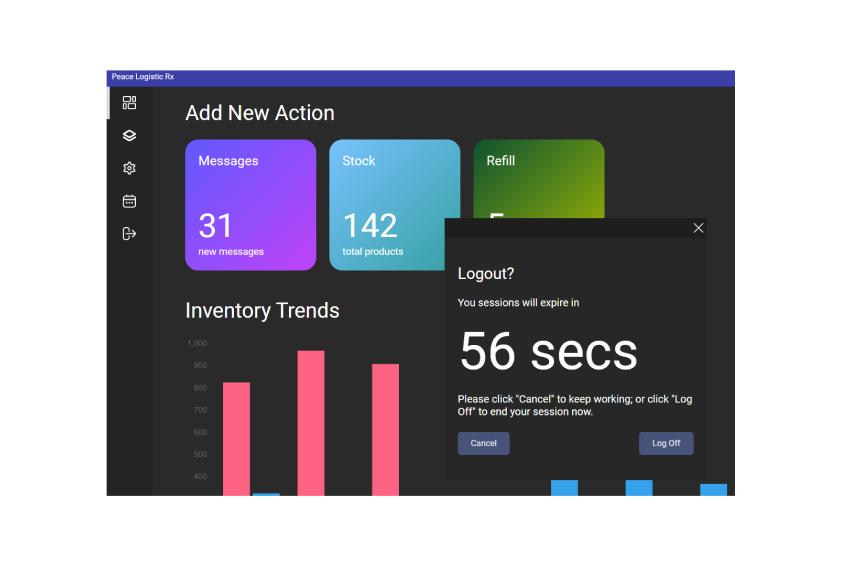 Peace Logistic Rx
Add New Action
Messages
31
new messages
Stock
142
total products
Refill
Inventory Trends
1,000
900
800
700
600
500
400
Logout?
You sessions will expire in
56 secs
Please click "Cancel" to keep working; or click "Log
Off" to end your session now.
Cancel
Log Off